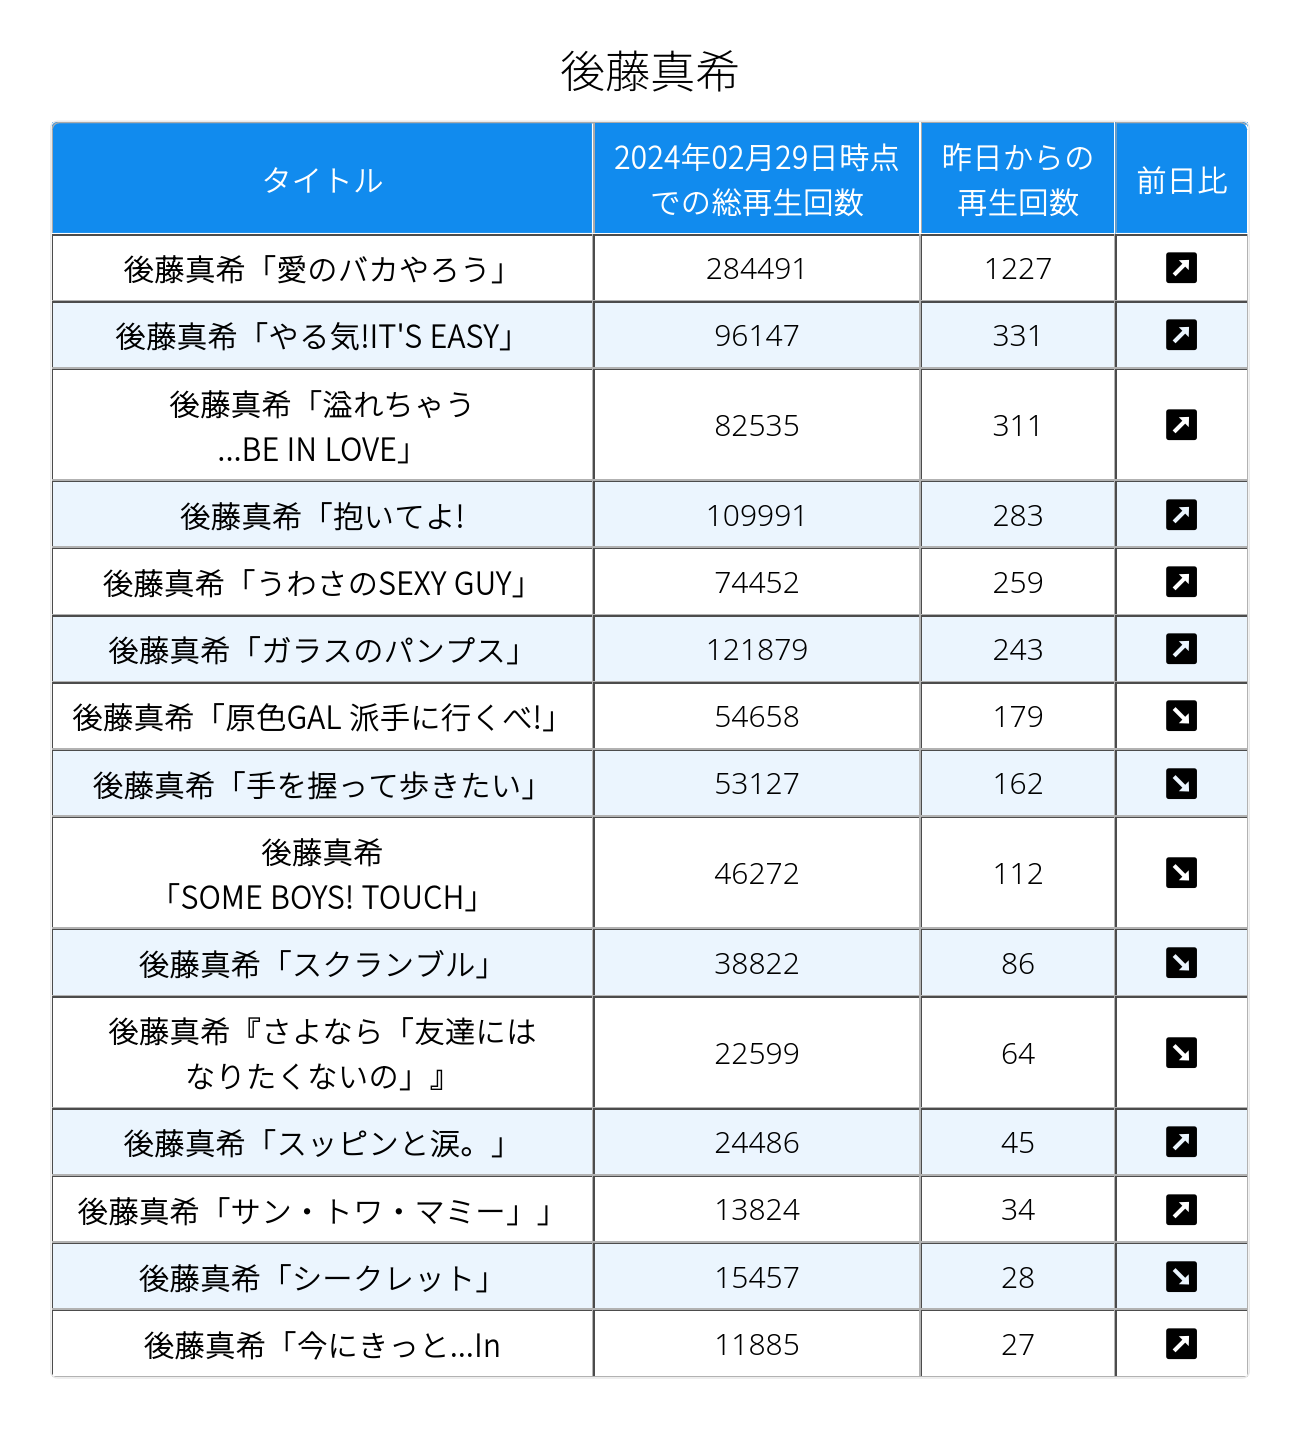 後藤真希
タイトル
2024年02月29日時点
での総再生回数
昨日からの
再生回数
前日比
後藤真希「愛のバカやろう」 284491 1227 ↗
後藤真希「やる気!IT'S EASY」 96147 331 ↗
後藤真希「溢れちゃう
...BE IN LOVE」 82535 311 ↗
後藤真希「抱いてよ! 109991 283 ↗
後藤真希「うわさのSEXY GUY」 74452 259 ↗
後藤真希「ガラスのパンプス」 121879 243 ↗
後藤真希「原色GAL 派手に行くべ!」 54658 179 ↘
後藤真希「手を握って歩きたい」 53127 162 ↘
後藤真希
「SOME BOYS! TOUCH」 46272 112 ↘
後藤真希「スクランブル」 38822 86 ↘
後藤真希『さよなら「友達には
なりたくないの」』 22599 64 ↘
後藤真希「スッピンと涙。」 24486 45 ↗
後藤真希「サン・トワ・マミー」」 13824 34 ↗
後藤真希「シークレット」 15457 28 ↘
後藤真希「今にきっと...In 11885 27 ↗